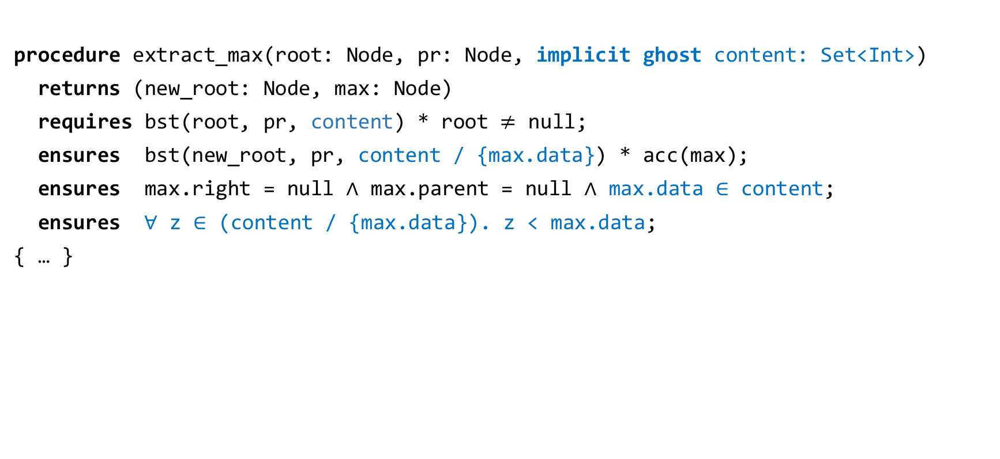 procedure extract_max(root: Node, pr: Node, implicit ghost content: Set<Int>)
returns (new_root: Node, max: Node)
requires bst(root, pr, content) * root ≠ null;
ensures bst(new_root, pr, content / {max.data}) * acc(max);
ensures max.right = null ∧ max.parent = null ∧ max.data ∈ content;
ensures ∀ z ∈ (content / {max.data}). z < max.data;
{ … }